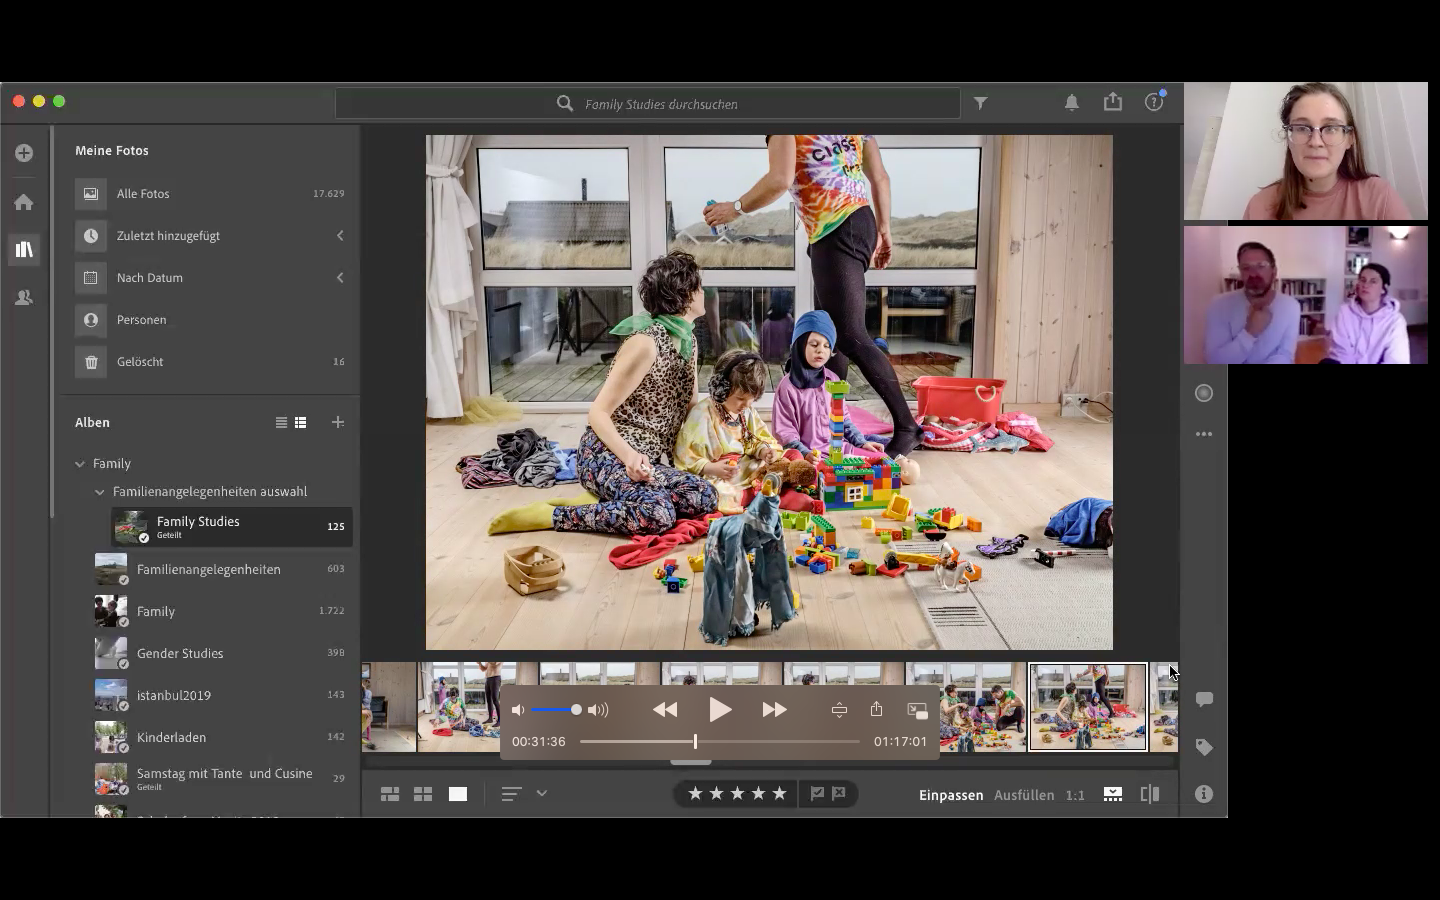 Family Studies durchsuchen
Meine Fotos
Alle Fotos 17.629
Zuletzt hinzugefügt
Nach Datum
Personen
Gelöscht 16
Alben
Family
Familienangelegenheiten auswahl
Family Studies 125
Geteilt
Familienangelegenheiten 603
Family 1.722
Gender Studies 398
istanbul2019 143
Kinderladen 142
Samstag mit Tante und Cusine 29
Geteilt
Class
00:31:36 01:17:01
Einpassen Ausfüllen 1:1